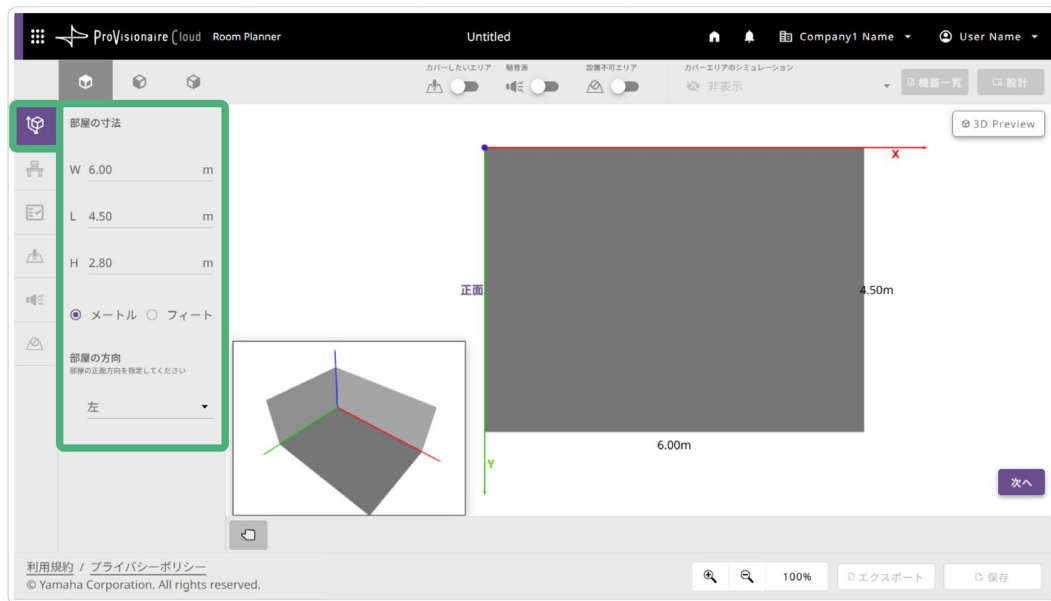 ProVisionaire Cloud Room Planner
Untitled
Company1 Name
User Name
カバーしたいエリア
騒音源
設置不可エリア
カバーエリアのシミュレーション
非表示
機器一覧
設計
部屋の寸法
W 6.00 m
L 4.50 m
H 2.80 m
メートル フィート
部屋の方向
部屋の正面方向を指定してください
左
3D Preview
X
正面
4.50m
6.00m
Y
次へ
利用規約 / プライバシーポリシー
© Yamaha Corporation. All rights reserved.
100%
エクスポート
保存